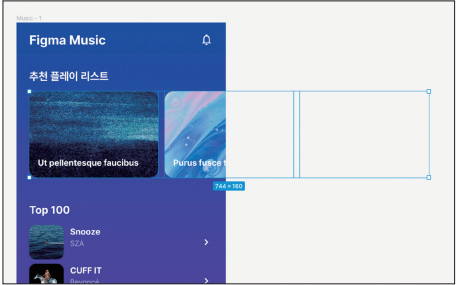 Music - 1
Figma Music
추천 플레이 리스트
Ut pellentesque faucibus
Purus fusce t
744 × 160
Top 100
Snooze
SZA
CUFF IT
Beyoncé